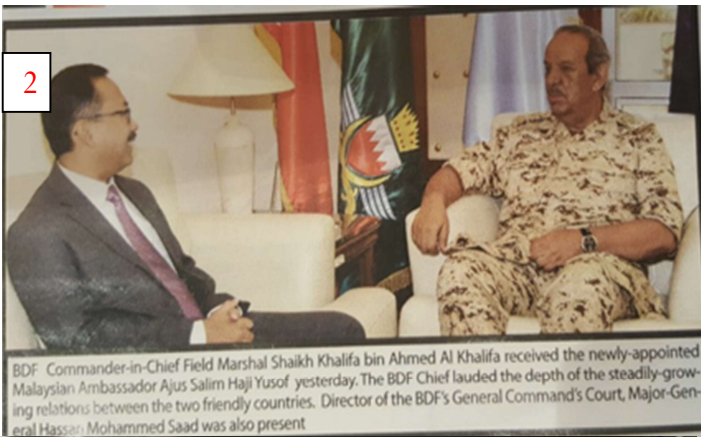 2
BDF Commander-in-Chief Field Marshal Shaikh Khalifa bin Ahmed Al Khalifa received the newly-appointed
Malaysian Ambassador Ajus Salim Haji Yusof yesterday. The BDF Chief lauded the depth of the steadily-grow-
ing relations between the two friendly countries. Director of the BDF's General Command's Court, Major-Gen-
eral Hassan Mohammed Saad was also present